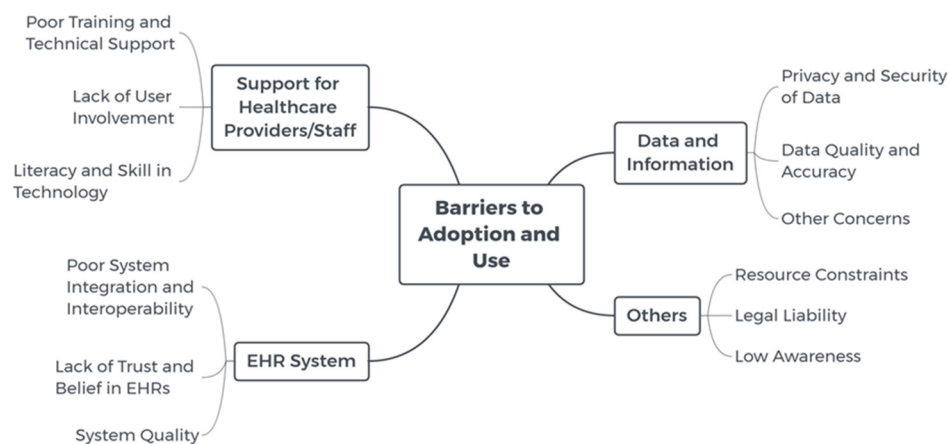 Poor Training and
Technical Support
Lack of User
Involvement
Literacy and Skill in
Technology
Support for
Healthcare
Providers/Staff
Barriers to
Adoption and
Use
Data and
Information
Privacy and Security
of Data
Data Quality and
Accuracy
Other Concerns
Poor System
Integration and
Interoperability
Lack of Trust and
Belief in EHRs
System Quality
EHR System
Others
Resource Constraints
Legal Liability
Low Awareness